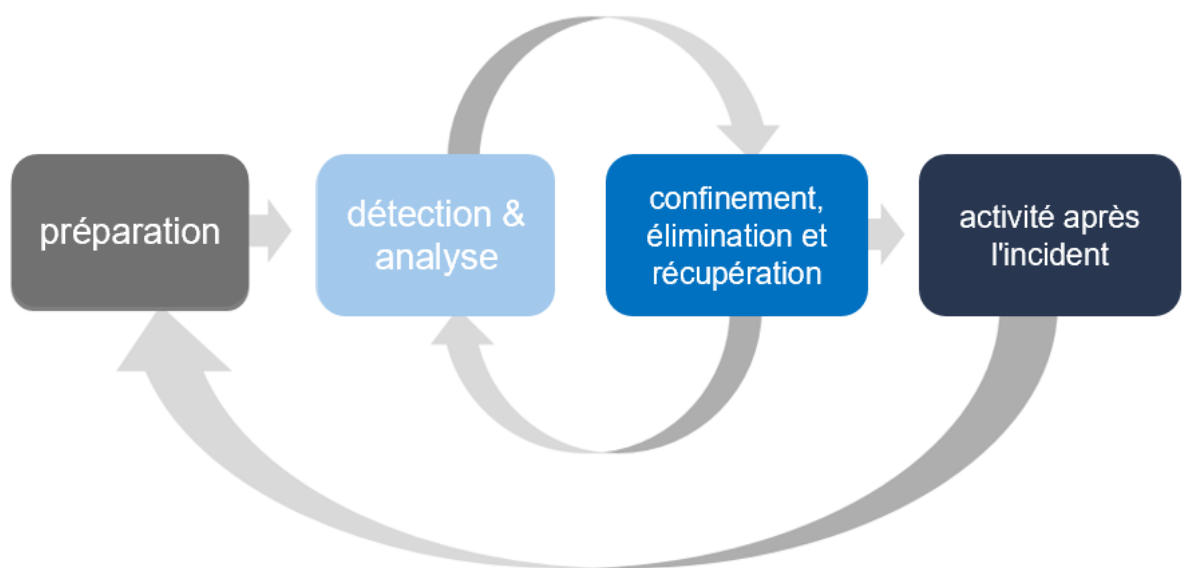 préparation
détection &
analyse
confinement,
élimination et
récupération
activité après
l'incident